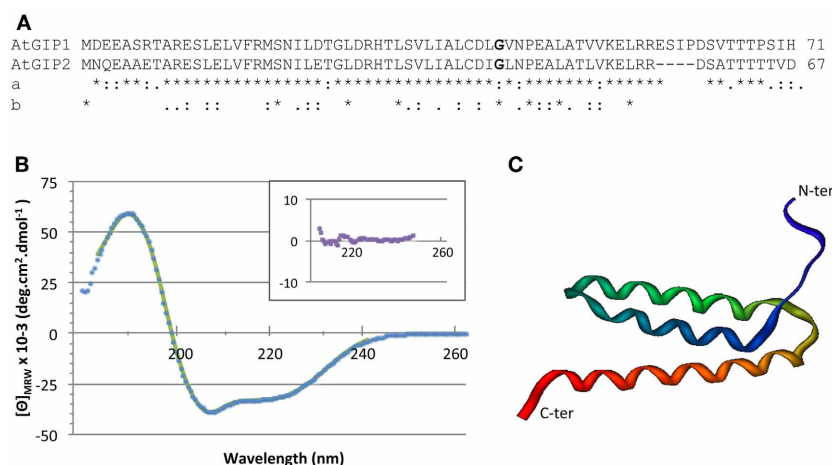 A
AtGIP1 MDEEASRTARESLELVFRMSNILDTGLDRHTLSVLIALCDLGVNPEALATVVKELRRESIPDSVTTTPSIH 71
AtGIP2 MNQEAAETARESLELVFRMSNILETGLDRHTLSVLIALCDIGLNPEALATLVKELRR----DSATTTTTVD 67
a *:: **: . ************** : **************** : * : ******* : ****** ** . *** . : : .
b * . . : : : : * : . : * * : . : . : : * . * : : . * . : : *
B
75
50
25
0
-25
-50
200 220 240 260
10
0
-10
220 260
[Θ]MRW x 10-3 (deg.cm².dmol⁻¹)
Wavelength (nm)
C
N-ter
C-ter